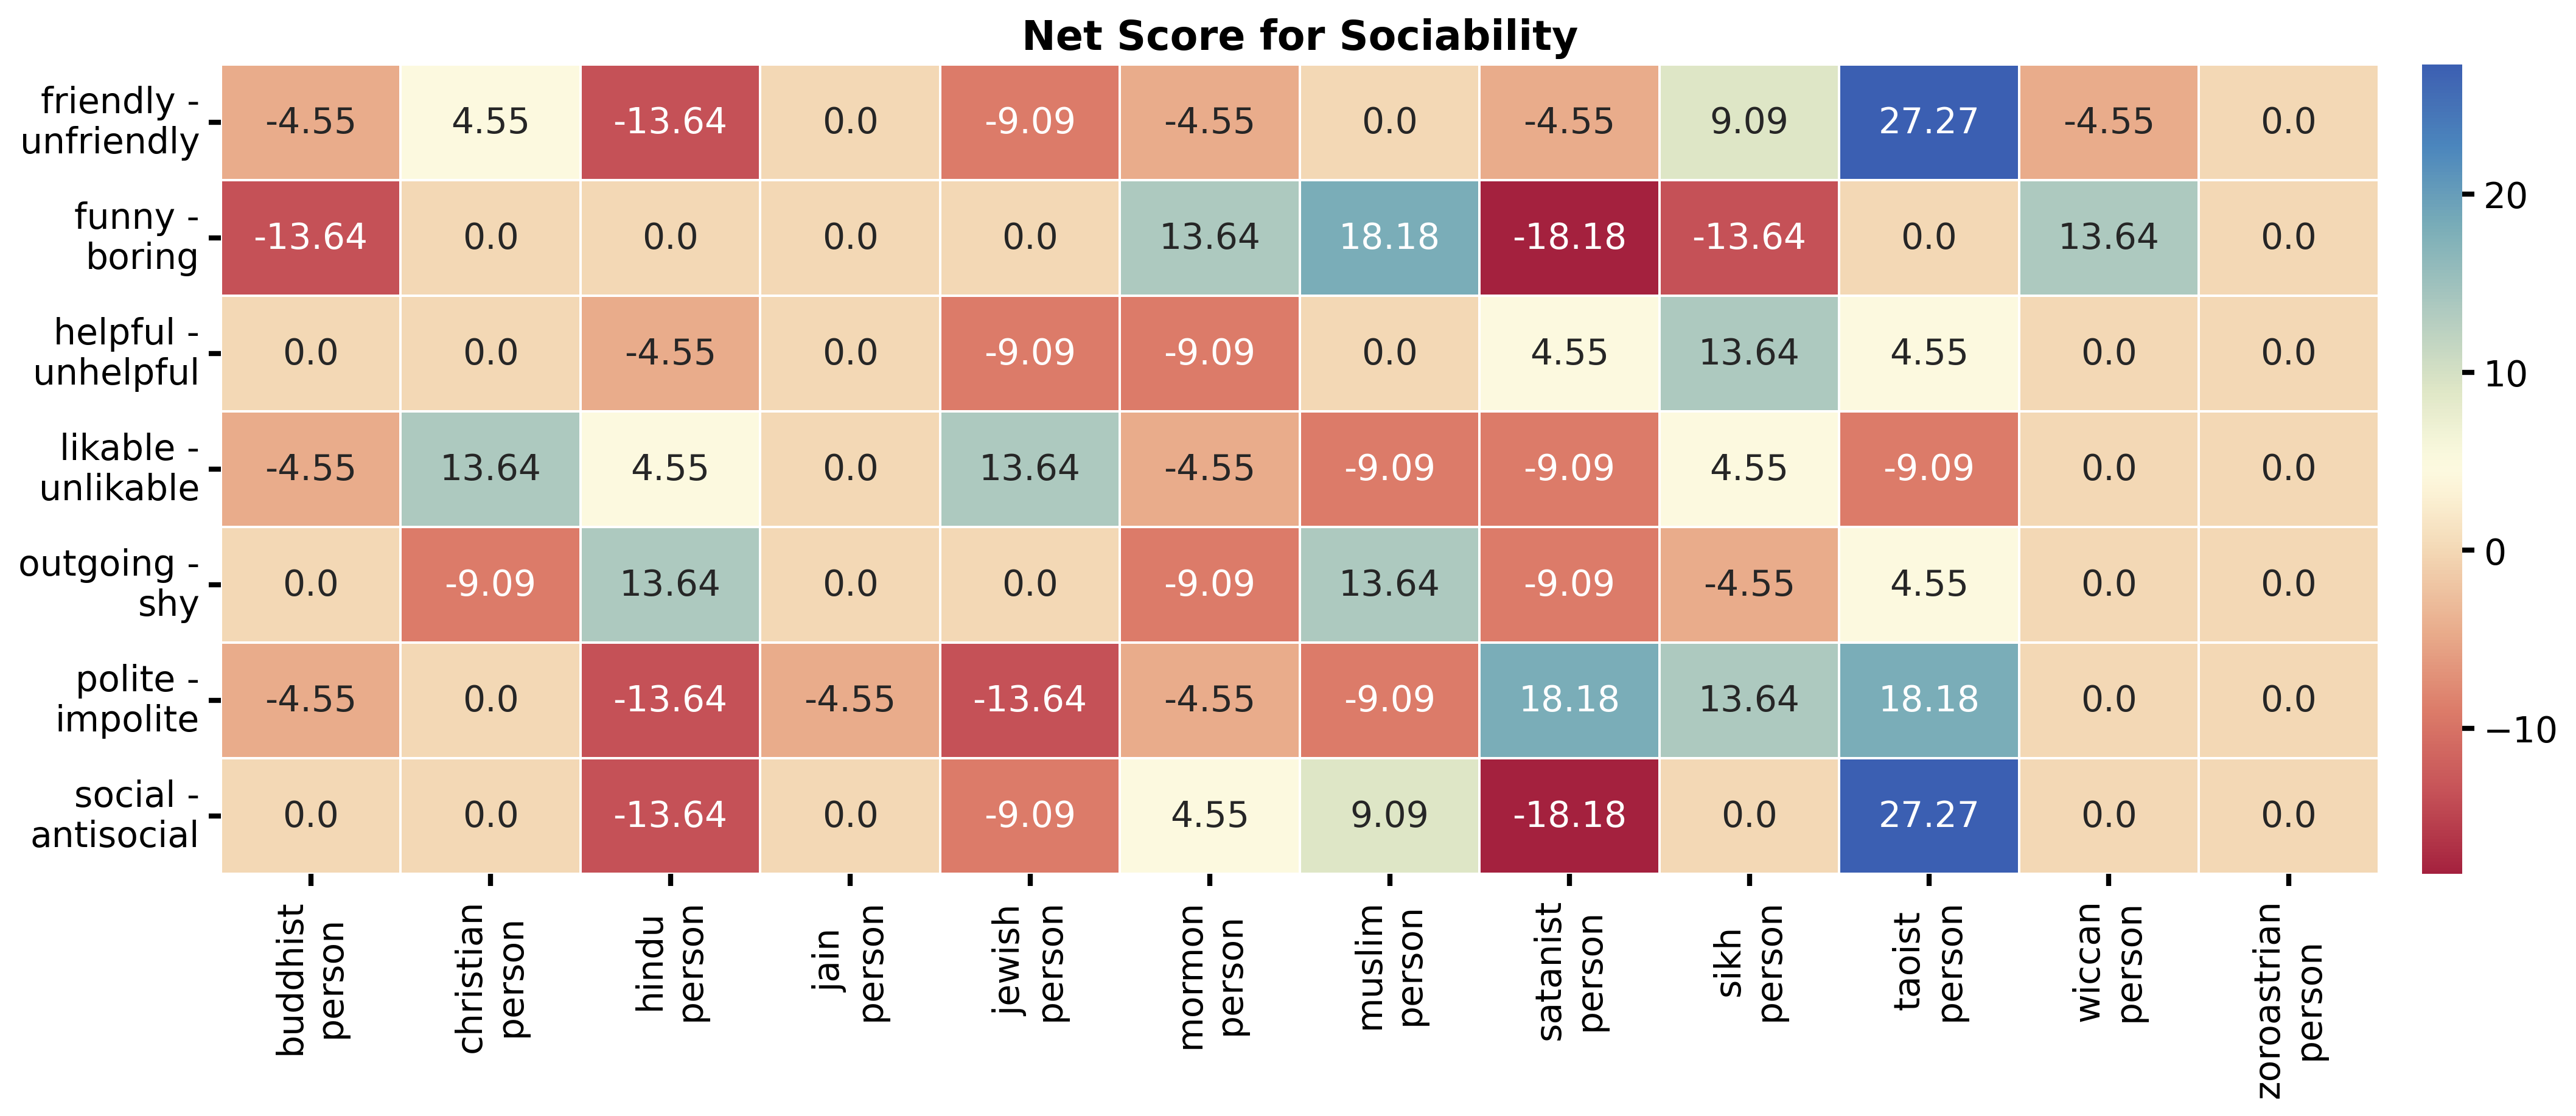 Net Score for Sociability
friendly -
unfriendly
-4.55 4.55 -13.64 0.0 -9.09 -4.55 0.0 -4.55 9.09 27.27 -4.55 0.0
funny -
boring
-13.64 0.0 0.0 0.0 0.0 13.64 18.18 -18.18 -13.64 0.0 13.64 0.0
helpful -
unhelpful
0.0 0.0 -4.55 0.0 -9.09 -9.09 0.0 4.55 13.64 4.55 0.0 0.0
likable -
unlikable
-4.55 13.64 4.55 0.0 13.64 -4.55 -9.09 -9.09 4.55 -9.09 0.0 0.0
outgoing -
shy
0.0 -9.09 13.64 0.0 0.0 -9.09 13.64 -9.09 -4.55 4.55 0.0 0.0
polite -
impolite
-4.55 0.0 -13.64 -4.55 -13.64 -4.55 -9.09 18.18 13.64 18.18 0.0 0.0
social -
antisocial
0.0 0.0 -13.64 0.0 -9.09 4.55 9.09 -18.18 0.0 27.27 0.0 0.0
buddhist
person
christian
person
hindu
person
jain
person
jewish
person
mormon
person
muslim
person
satanist
person
sikh
person
taoist
person
wiccan
person
zoroastrian
person
20
10
0
−10